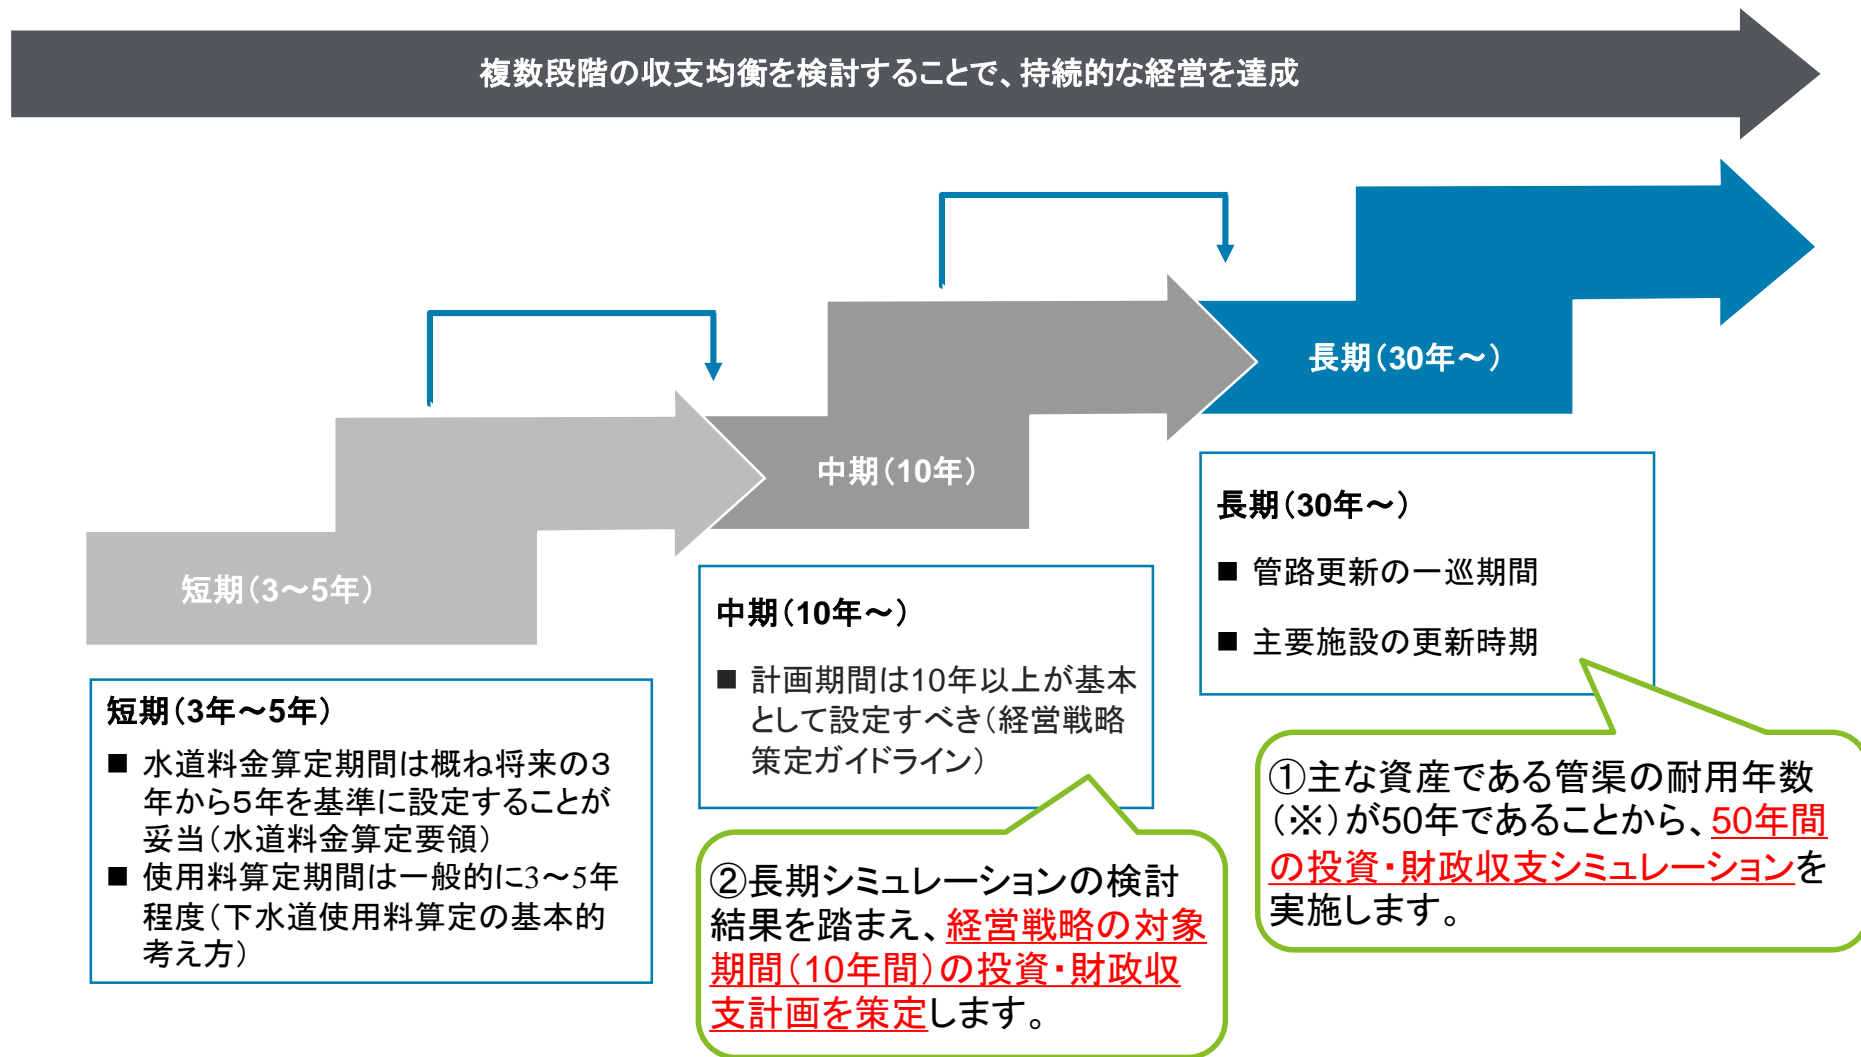 複数段階の収支均衡を検討することで、持続的な経営を達成
長期（30年～）
中期（10年）
短期（3～5年）
短期（3年～5年）
■ 水道料金算定期間は概ね将来の３
年から５年を基準に設定することが
妥当（水道料金算定要領）
■ 使用料算定期間は一般的に3～5年
程度（下水道使用料算定の基本的
考え方）
中期（10年～）
■ 計画期間は10年以上が基本
として設定すべき（経営戦略
策定ガイドライン）
②長期シミュレーションの検討
結果を踏まえ、経営戦略の対象
期間（10年間）の投資・財政収
支計画を策定します。
長期（30年～）
■ 管路更新の一巡期間
■ 主要施設の更新時期
①主な資産である管渠の耐用年数
（※）が50年であることから、50年間
の投資・財政収支シミュレーションを
実施します。